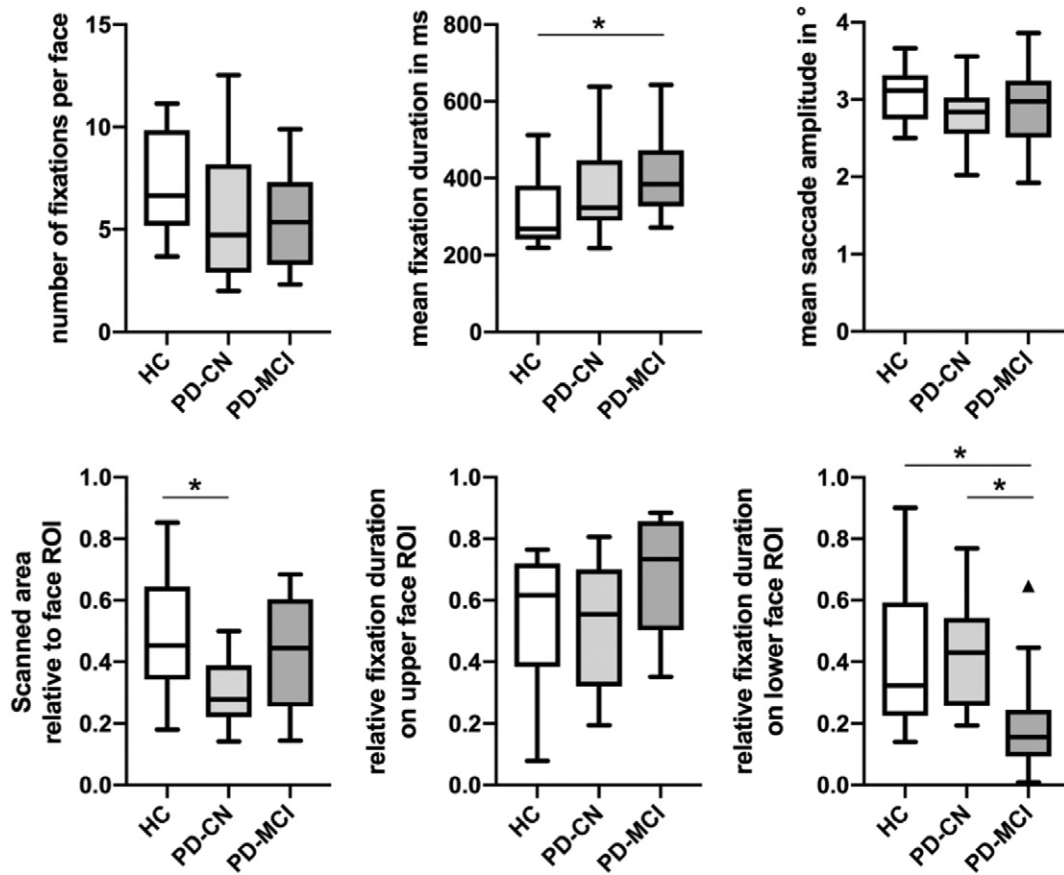 number of fixations per face
15
10
5
0
HC
PD-CN
PD-MCI
mean fixation duration in ms
800
600
400
200
0
*
HC
PD-CN
PD-MCI
mean saccade amplitude in °
4
3
2
1
0
HC
PD-CN
PD-MCI
Scanned area
relative to face ROI
1.0
0.8
0.6
0.4
0.2
0.0
*
HC
PD-CN
PD-MCI
relative fixation duration
on upper face ROI
1.0
0.8
0.6
0.4
0.2
0.0
HC
PD-CN
PD-MCI
relative fixation duration
on lower face ROI
1.0
0.8
0.6
0.4
0.2
0.0
*
*
HC
PD-CN
PD-MCI